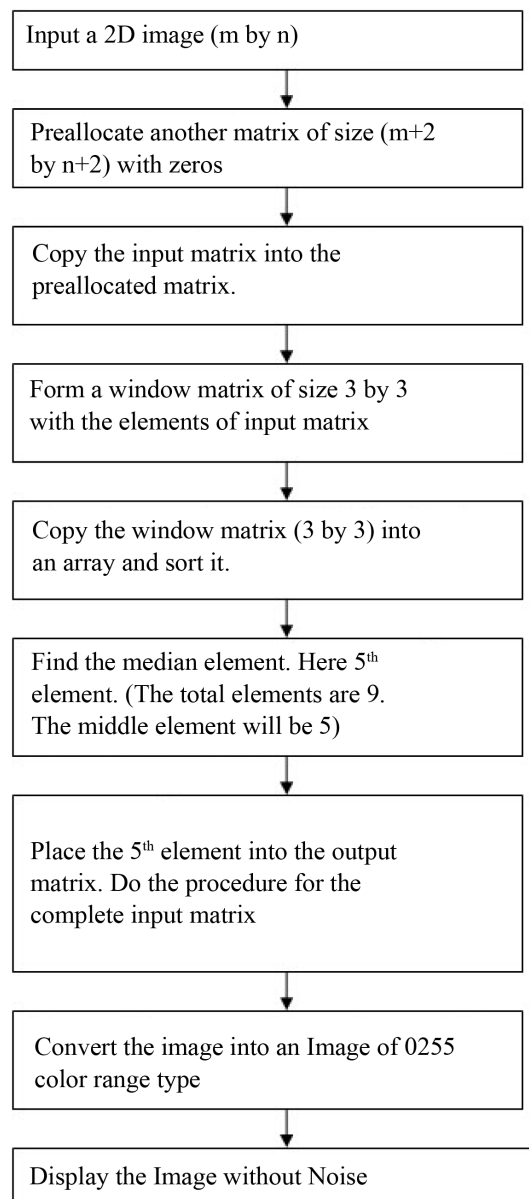 Input a 2D image (m by n)
Preallocate another matrix of size (m+2
by n+2) with zeros
Copy the input matrix into the
preallocated matrix.
Form a window matrix of size 3 by 3
with the elements of input matrix
Copy the window matrix (3 by 3) into
an array and sort it.
Find the median element. Here 5th
element. (The total elements are 9.
The middle element will be 5)
Place the 5th element into the output
matrix. Do the procedure for the
complete input matrix
Convert the image into an Image of 0255
color range type
Display the Image without Noise